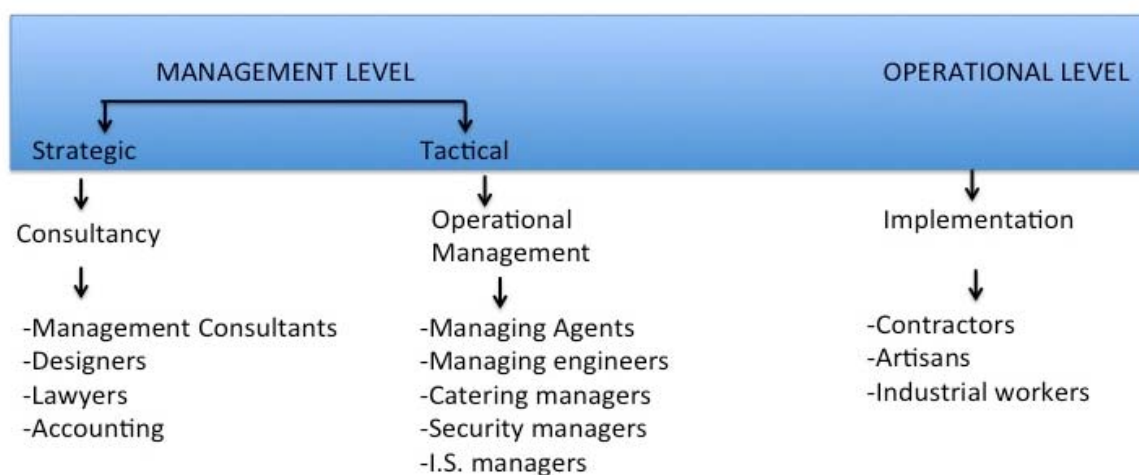 MANAGEMENT LEVEL
OPERATIONAL LEVEL
Strategic
Tactical
Consultancy
Operational
Management
Implementation
-Management Consultants
-Designers
-Lawyers
-Accounting
-Managing Agents
-Managing engineers
-Catering managers
-Security managers
-I.S. managers
-Contractors
-Artisans
-Industrial workers